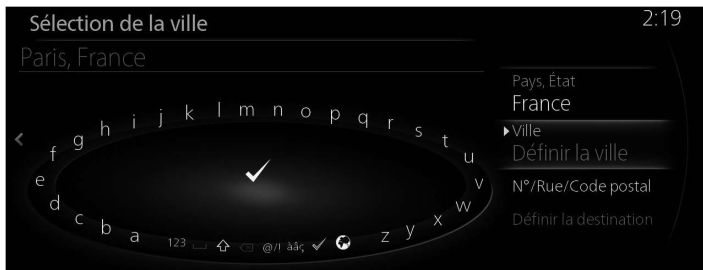 Sélection de la ville
2:19
Paris, France
Pays, État
France
Ville
Définir la ville
N°/Rue/Code postal
Définir la destination
a b c d e f g h i j k l m n o p q r s t u v w x y z
123 @/! àâç